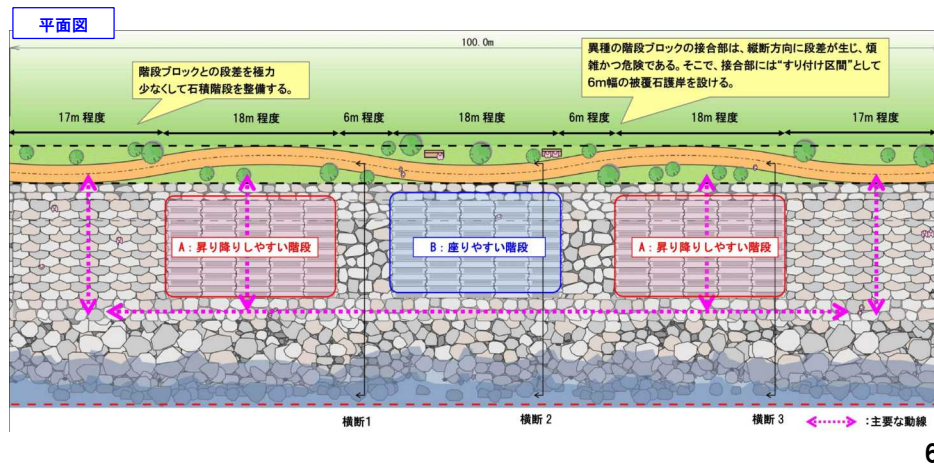 平面図
100.0m
階段ブロックとの段差を極力
少なくして石積階段を整備する。
異種の階段ブロックの接合部は、縦断方向に段差が生じ、煩
雑かつ危険である。そこで、接合部には“すり付け区間”として
6m幅の被覆石護岸を設ける。
17m 程度
18m 程度
6m 程度
18m 程度
6m 程度
18m 程度
17m 程度
A：昇り降りしやすい階段
B：座りやすい階段
A：昇り降りしやすい階段
横断1
横断2
横断3
:主要な動線
6